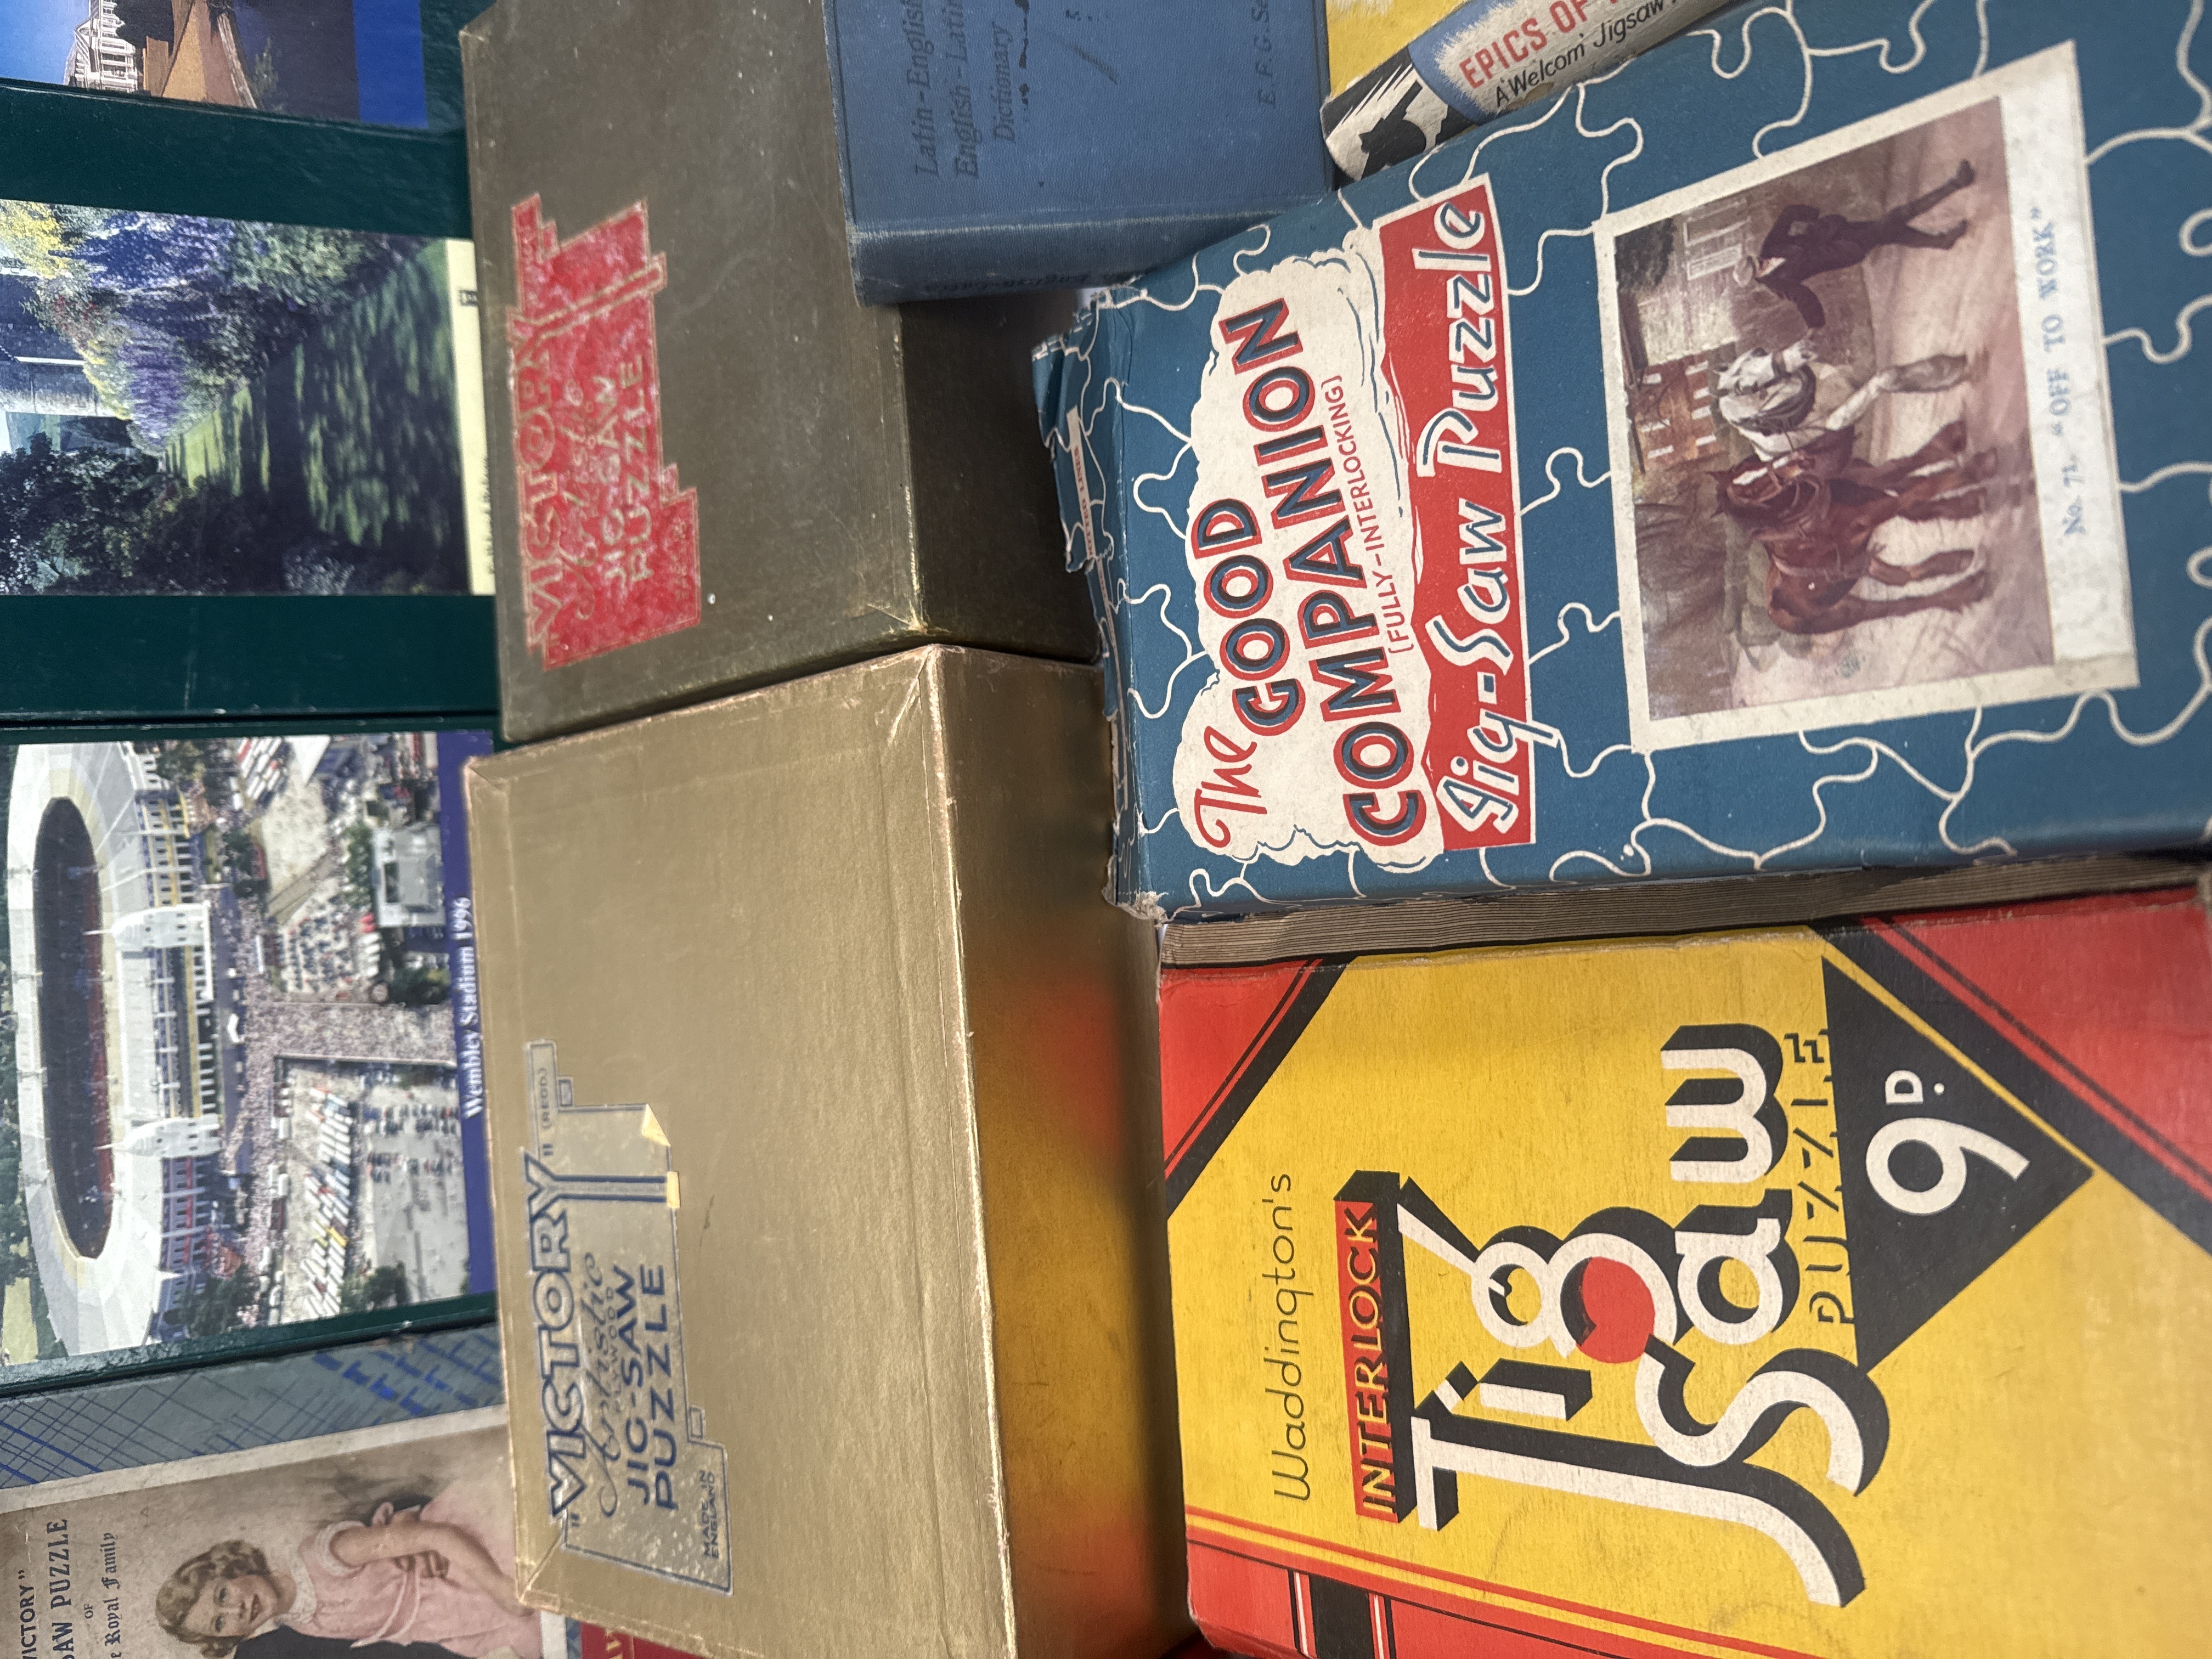 VICTORY"
SAW PUZZLE
OF
Royal Family
Wembley Stadium 1996
"VICTORY" (REGD)
Artistic
PLYWOOD
JIG-SAW
PUZZLE
MADE IN
ENGLAND
VICTORY
JIG-SAW
PUZZLE
Latin-English
English-Latin
Dictionary
EPICS OF
A 'Welcom' Jigsaw
The
GOOD
COMPANION
(FULLY-INTERLOCKING)
Jig-Saw Puzzle
No. 71. "OFF TO WORK"
Waddington's
INTERLOCK
Jig
Saw
PUZZLE
9D.